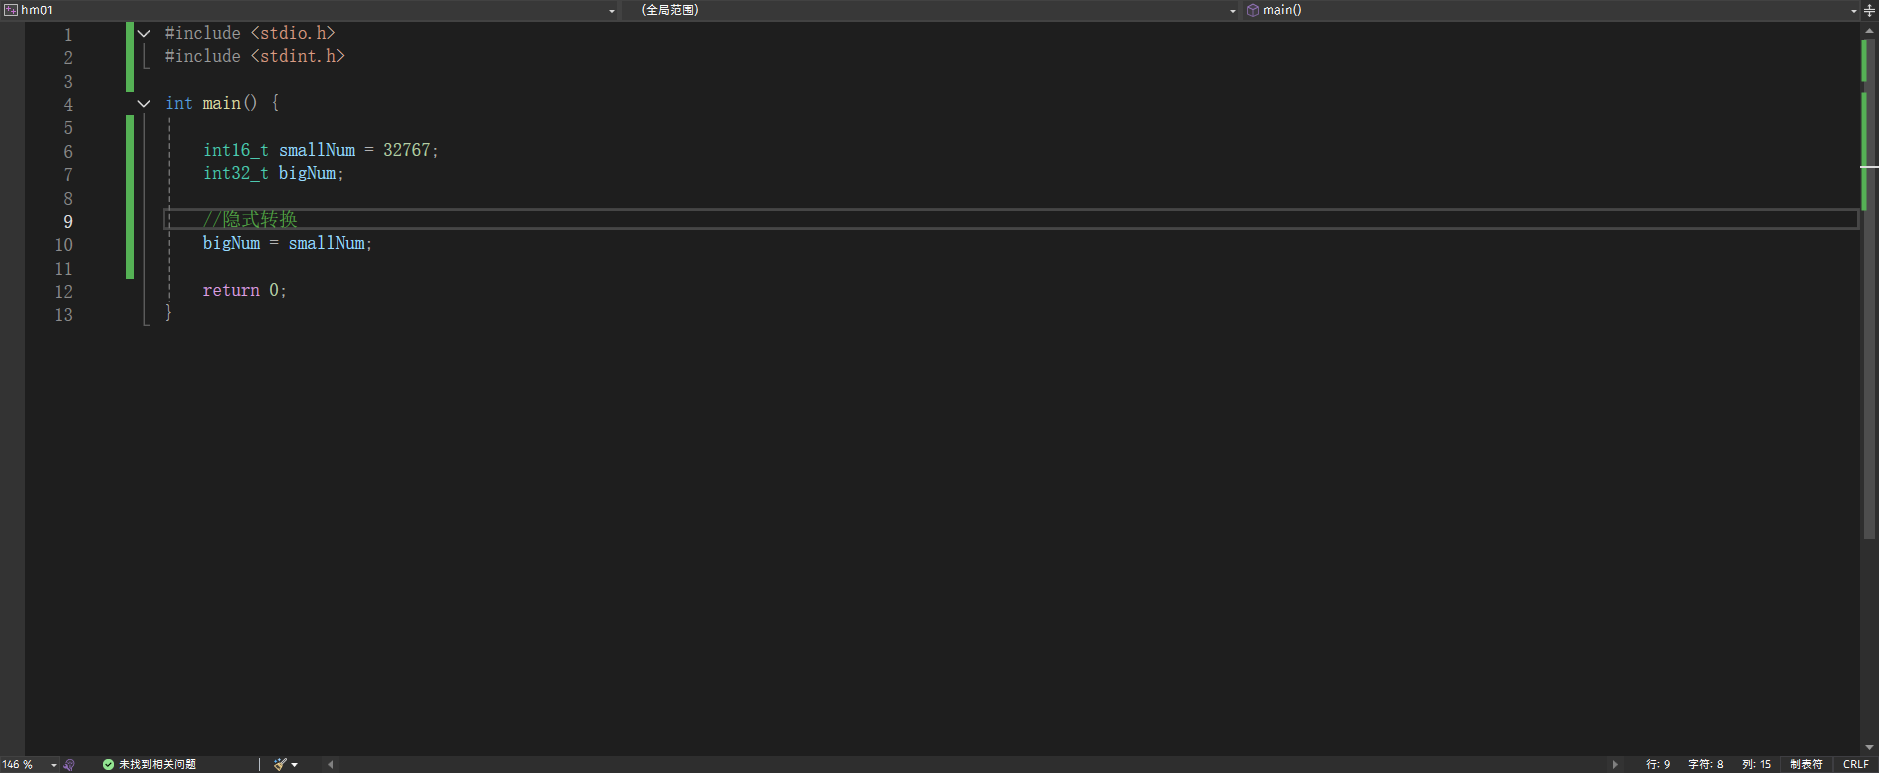 hm01 (全局范围) main()
1 #include <stdio.h>
2 #include <stdint.h>
3
4 int main() {
5
6 int16_t smallNum = 32767;
7 int32_t bigNum;
8
9 //隐式转换
10 bigNum = smallNum;
11
12 return 0;
13 }
146 % 未找到相关问题 行: 9 字符: 8 列: 15 制表符 CRLF